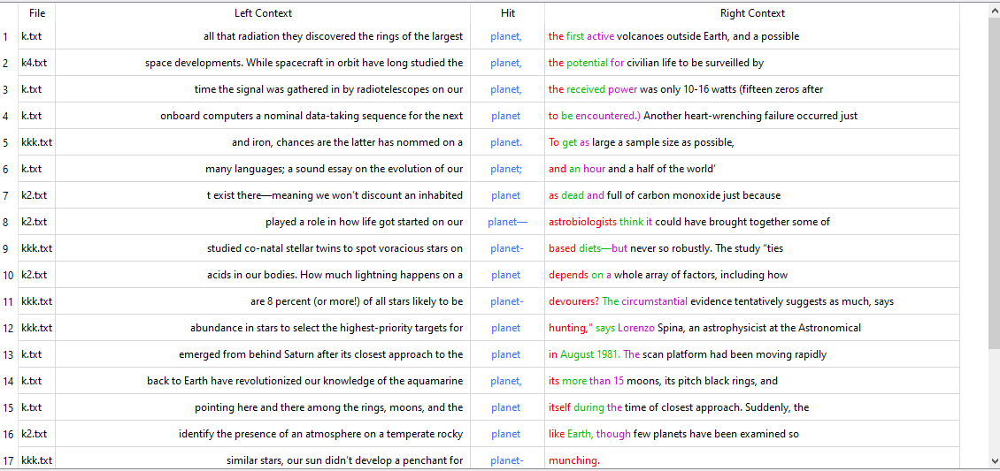 File Left Context Hit Right Context
1 k.txt all that radiation they discovered the rings of the largest planet, the first active volcanoes outside Earth, and a possible
2 k4.txt space developments. While spacecraft in orbit have long studied the planet, the potential for civilian life to be surveilled by
3 k.txt time the signal was gathered in by radiotelescopes on our planet, the received power was only 10-16 watts (fifteen zeros after
4 k.txt onboard computers a nominal data-taking sequence for the next planet to be encountered.) Another heart-wrenching failure occurred just
5 kkk.txt and iron, chances are the latter has nommed on a planet. To get as large a sample size as possible,
6 k.txt many languages; a sound essay on the evolution of our planet; and an hour and a half of the world’
7 k2.txt t exist there—meaning we won’t discount an inhabited planet as dead and full of carbon monoxide just because
8 k2.txt played a role in how life got started on our planet— astrobiologists think it could have brought together some of
9 kkk.txt studied co-natal stellar twins to spot voracious stars on planet- based diets—but never so robustly. The study “ties
10 k2.txt acids in our bodies. How much lightning happens on a planet depends on a whole array of factors, including how
11 kkk.txt are 8 percent (or more!) of all stars likely to be planet- devourers? The circumstantial evidence tentatively suggests as much, says
12 kkk.txt abundance in stars to select the highest-priority targets for planet hunting,” says Lorenzo Spina, an astrophysicist at the Astronomical
13 k.txt emerged from behind Saturn after its closest approach to the planet in August 1981. The scan platform had been moving rapidly
14 k.txt back to Earth have revolutionized our knowledge of the aquamarine planet, its more than 15 moons, its pitch black rings, and
15 k.txt pointing here and there among the rings, moons, and the planet itself during the time of closest approach. Suddenly, the
16 k2.txt identify the presence of an atmosphere on a temperate rocky planet like Earth, though few planets have been examined so
17 kkk.txt similar stars, our sun didn’t develop a penchant for planet- munching.